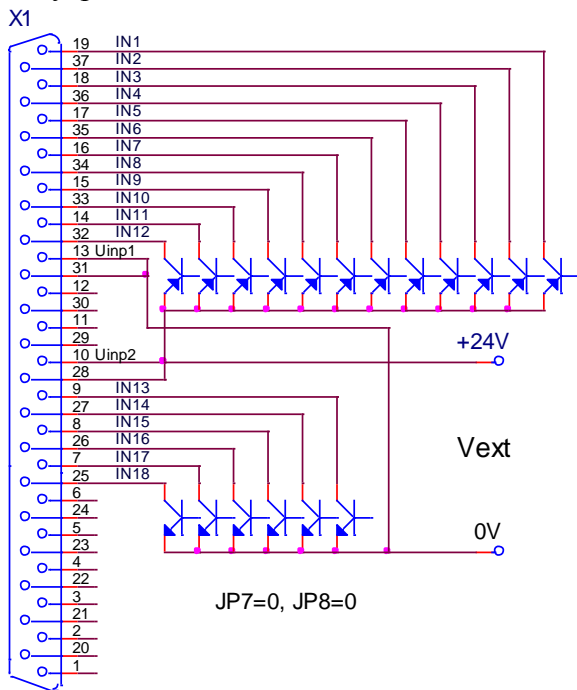 X1
19 IN1
37 IN2
18 IN3
36 IN4
17 IN5
35 IN6
16 IN7
34 IN8
15 IN9
33 IN10
14 IN11
32 IN12
13 Uinp1
31
12
30
11
29
+24V
10 Uinp2
28
9 IN13
27 IN14
8 IN15
Vext
26 IN16
7 IN17
25 IN18
6
24
5
0V
23
4
22
3
JP7=0, JP8=0
21
2
20
1